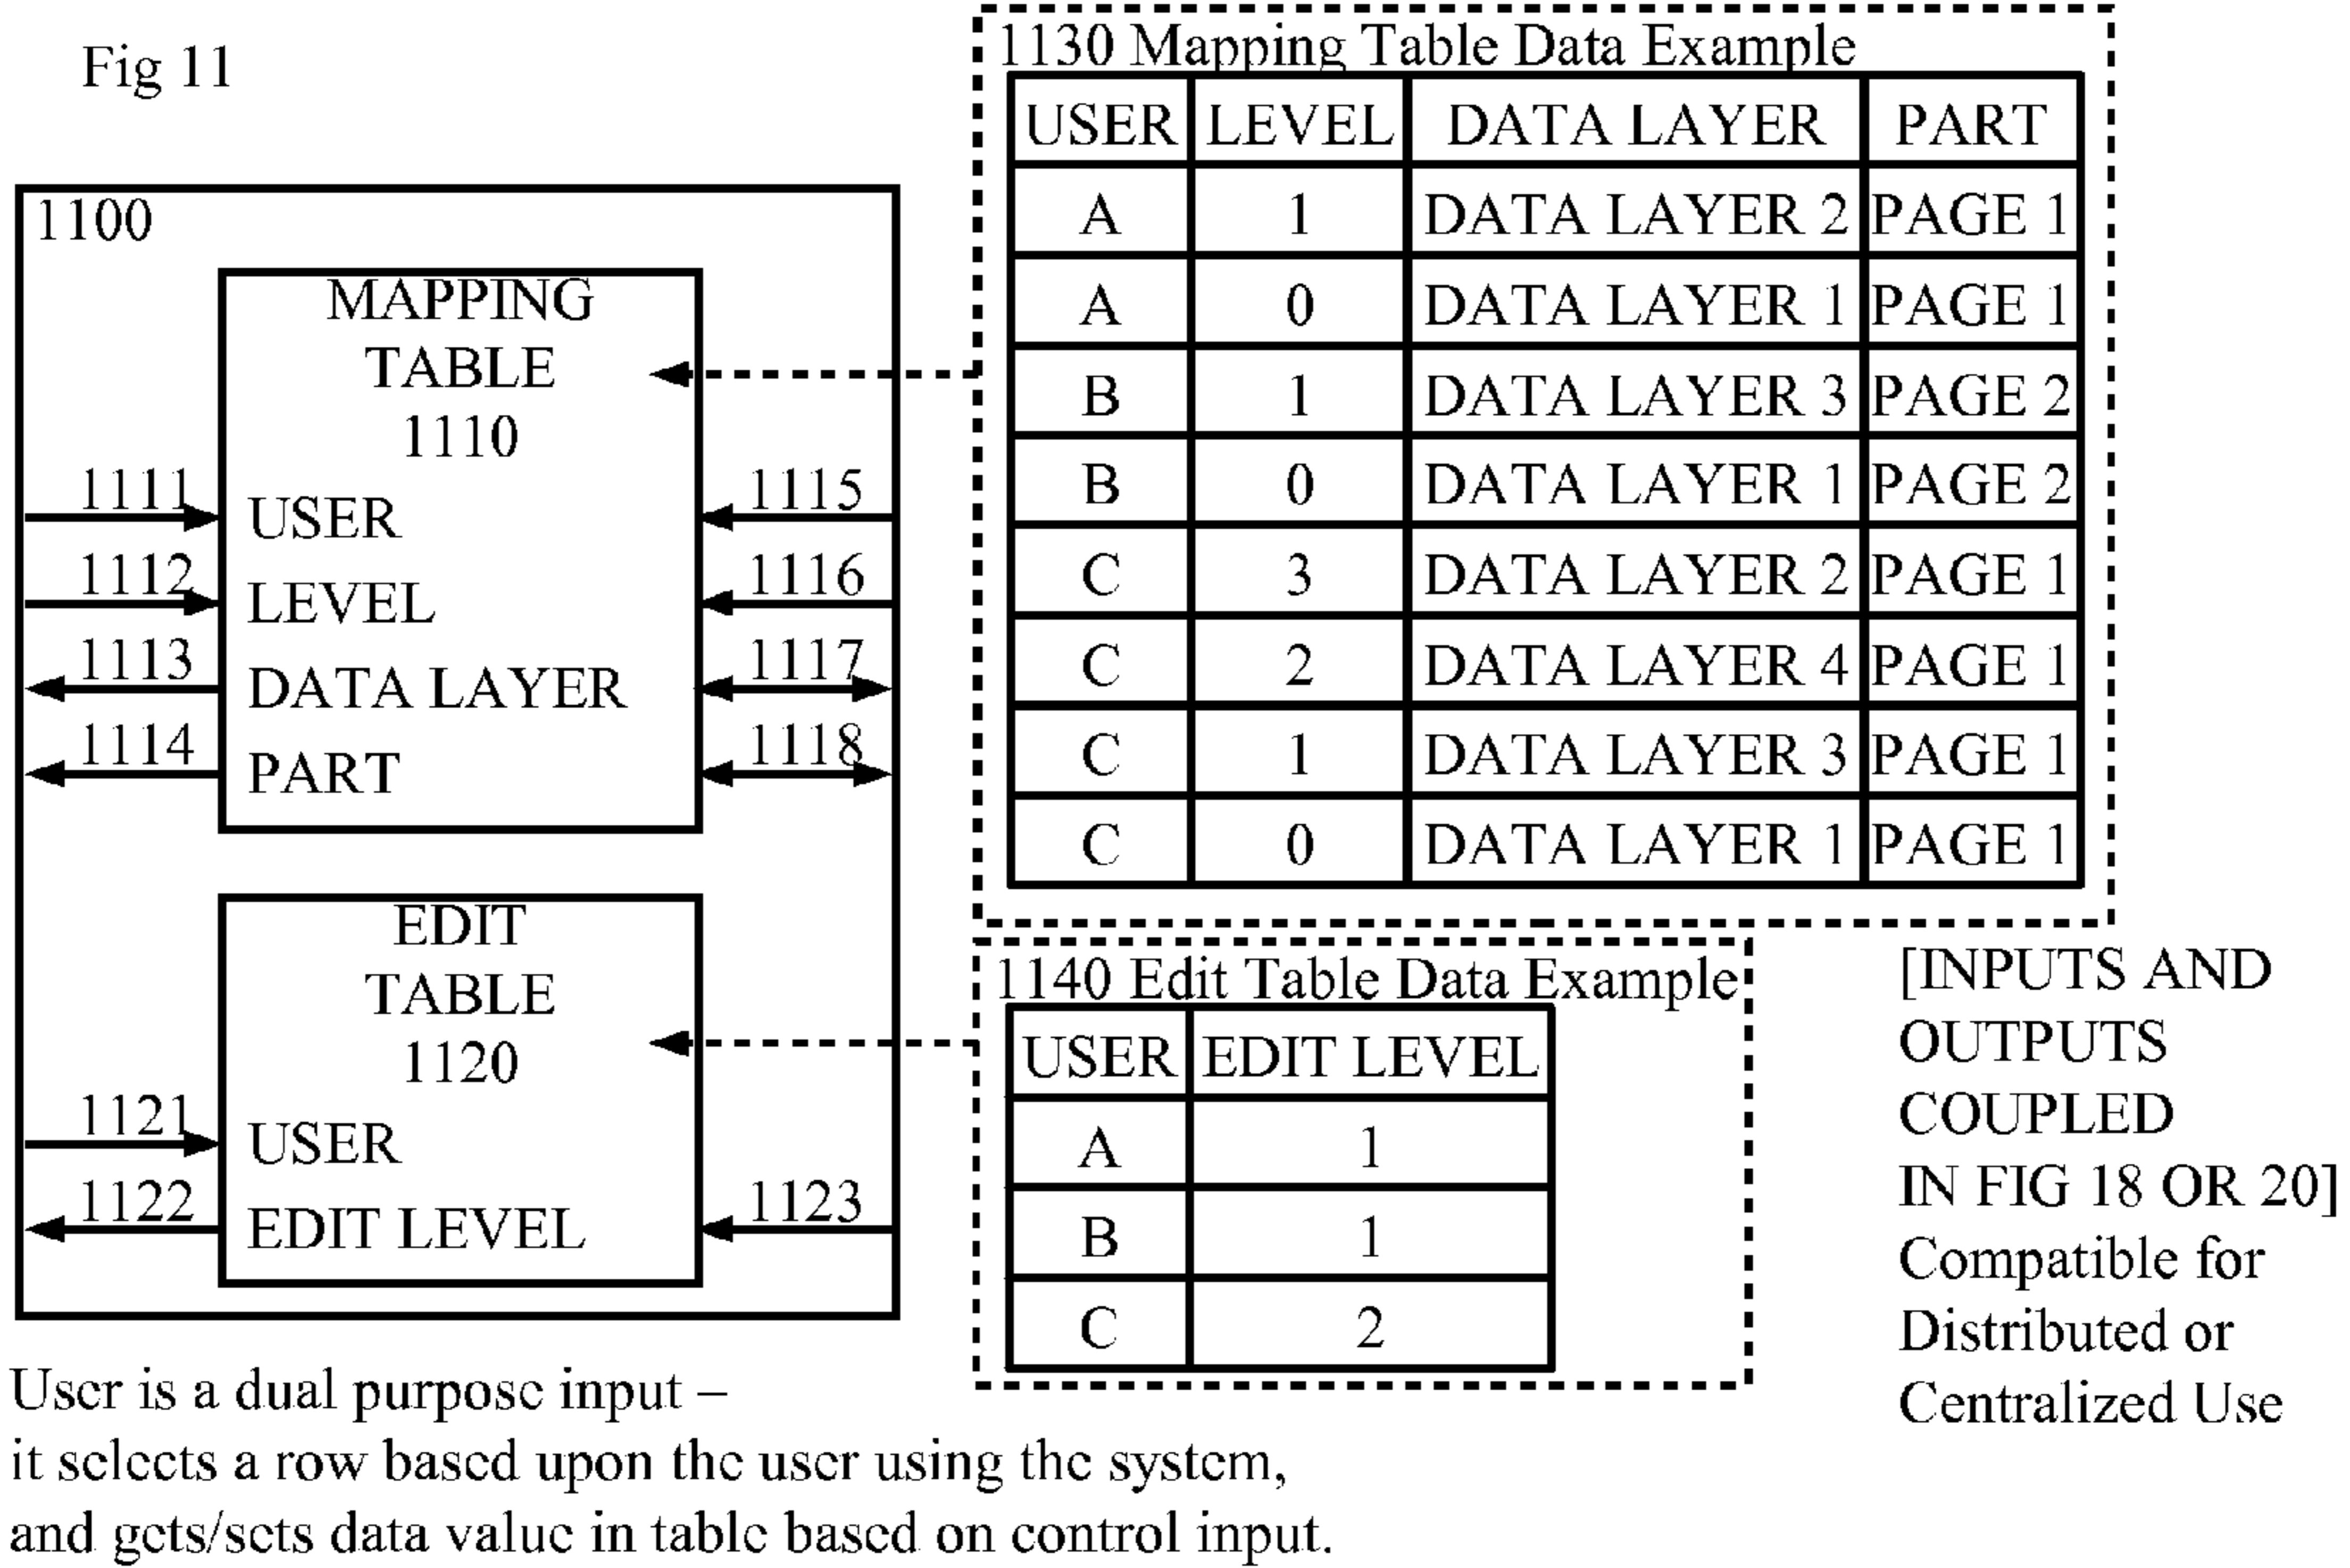 Fig 11
1100
MAPPING
TABLE
1110
1111
USER
1115
1112
LEVEL
1116
1113
DATA LAYER
1117
1114
PART
1118
EDIT
TABLE
1120
1121
USER
1122
EDIT LEVEL
1123
1130 Mapping Table Data Example
USER LEVEL DATA LAYER PART
A 1 DATA LAYER 2 PAGE 1
A 0 DATA LAYER 1 PAGE 1
B 1 DATA LAYER 3 PAGE 2
B 0 DATA LAYER 1 PAGE 2
C 3 DATA LAYER 2 PAGE 1
C 2 DATA LAYER 4 PAGE 1
C 1 DATA LAYER 3 PAGE 1
C 0 DATA LAYER 1 PAGE 1
1140 Edit Table Data Example
USER EDIT LEVEL
A 1
B 1
C 2
[INPUTS AND
OUTPUTS
COUPLED
IN FIG 18 OR 20]
Compatible for
Distributed or
Centralized Use
User is a dual purpose input –
it selects a row based upon the user using the system,
and gets/sets data value in table based on control input.